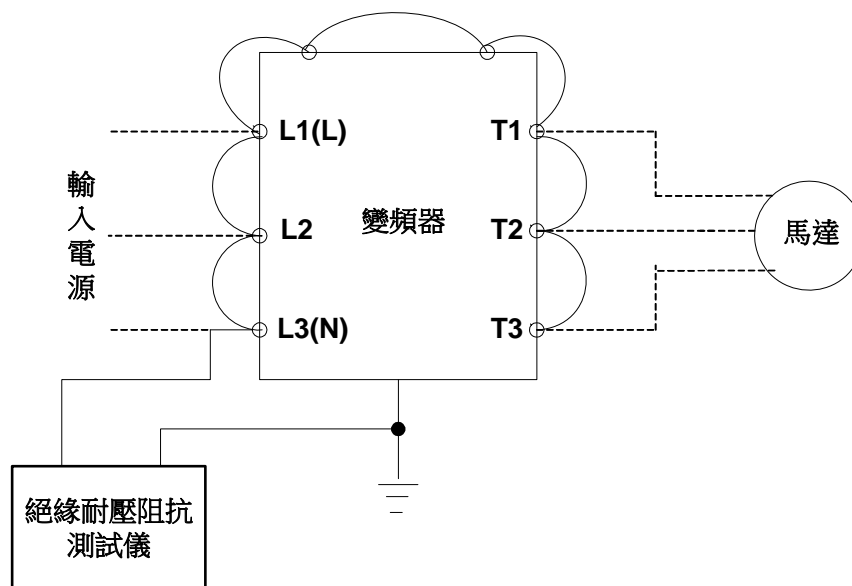 L1(L)
T1
輸入電源
L2
變頻器
T2
馬達
L3(N)
T3
絕緣耐壓阻抗
測試儀